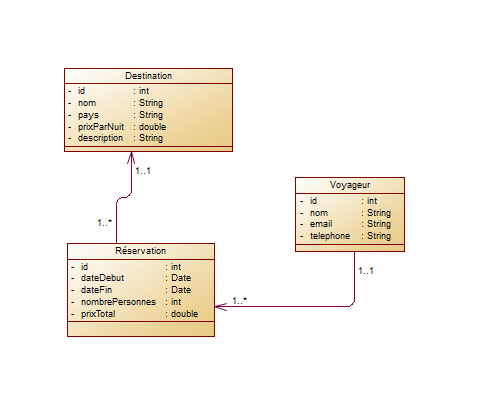 Destination
- id : int
- nom : String
- pays : String
- prixParNuit : double
- description : String
1..1
1..*
Voyageur
- id : int
- nom : String
- email : String
- telephone : String
1..1
Réservation
- id : int
- dateDebut : Date
- dateFin : Date
- nombrePersonnes : int
- prixTotal : double
1..*